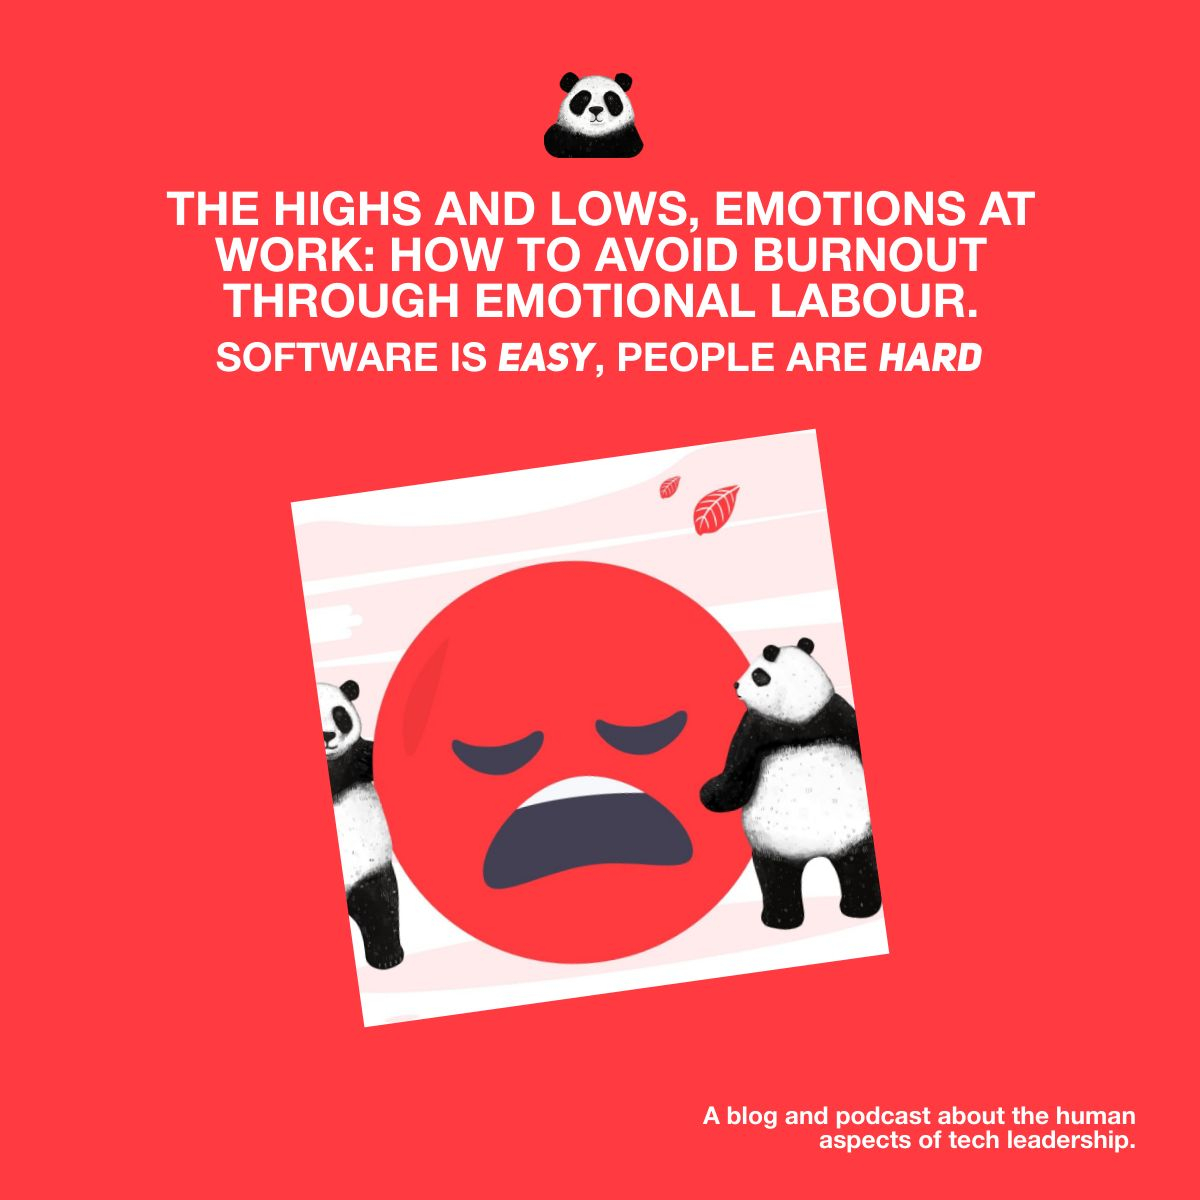 THE HIGHS AND LOWS, EMOTIONS AT
WORK: HOW TO AVOID BURNOUT
THROUGH EMOTIONAL LABOUR.
SOFTWARE IS EASY, PEOPLE ARE HARD
A blog and podcast about the human
aspects of tech leadership.